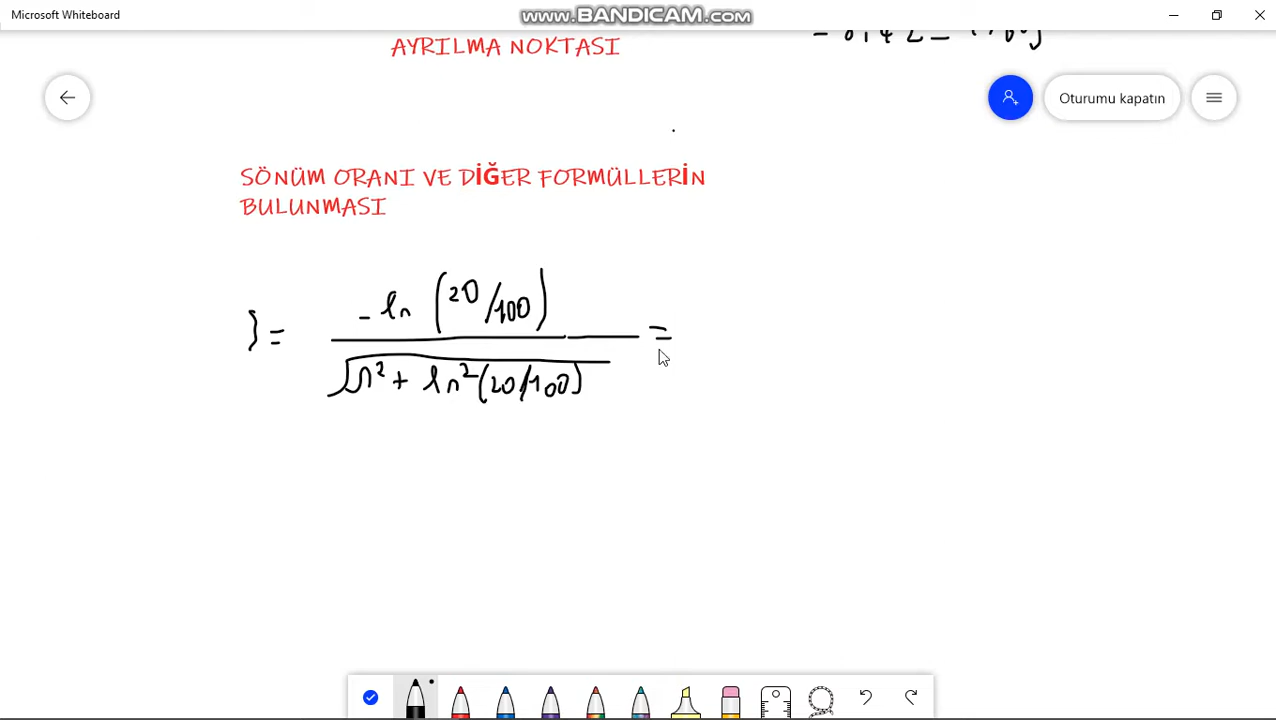 Microsoft Whiteboard
www.BANDICAM.com
AYRILMA NOKTASI
Oturumu kapatın
SÖNÜM ORANI VE DİĞER FORMÜLLERİN
BULUNMASI
ξ = -ln (20/100) / √(π² + ln²(20/100)) =